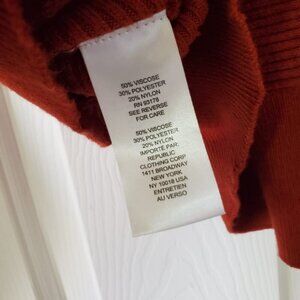 50% VISCOSE
30% POLYESTER
20% NYLON
RN 93178
SEE REVERSE
FOR CARE
50% VISCOSE
30% POLYESTER
20% NYLON
IMPORTE PAR.
REPUBLIC
CLOTHING CORP
1411 BROADWAY
NEW YORK
NY 10018 USA
ENTRETIEN
AU VERSO